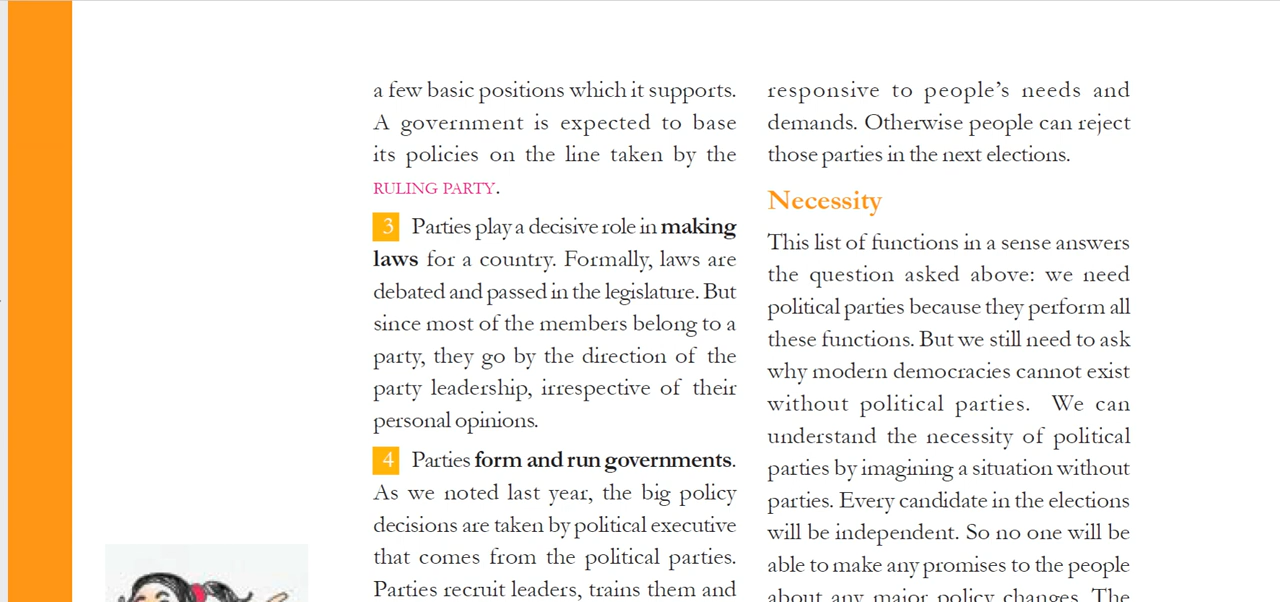 a few basic positions which it supports.
A government is expected to base
its policies on the line taken by the
RULING PARTY.
3 Parties play a decisive role in making
laws for a country. Formally, laws are
debated and passed in the legislature. But
since most of the members belong to a
party, they go by the direction of the
party leadership, irrespective of their
personal opinions.
4 Parties form and run governments.
As we noted last year, the big policy
decisions are taken by political executive
that comes from the political parties.
Parties recruit leaders, trains them and
responsive to people’s needs and
demands. Otherwise people can reject
those parties in the next elections.
Necessity
This list of functions in a sense answers
the question asked above: we need
political parties because they perform all
these functions. But we still need to ask
why modern democracies cannot exist
without political parties. We can
understand the necessity of political
parties by imagining a situation without
parties. Every candidate in the elections
will be independent. So no one will be
able to make any promises to the people
about any major policy changes. The